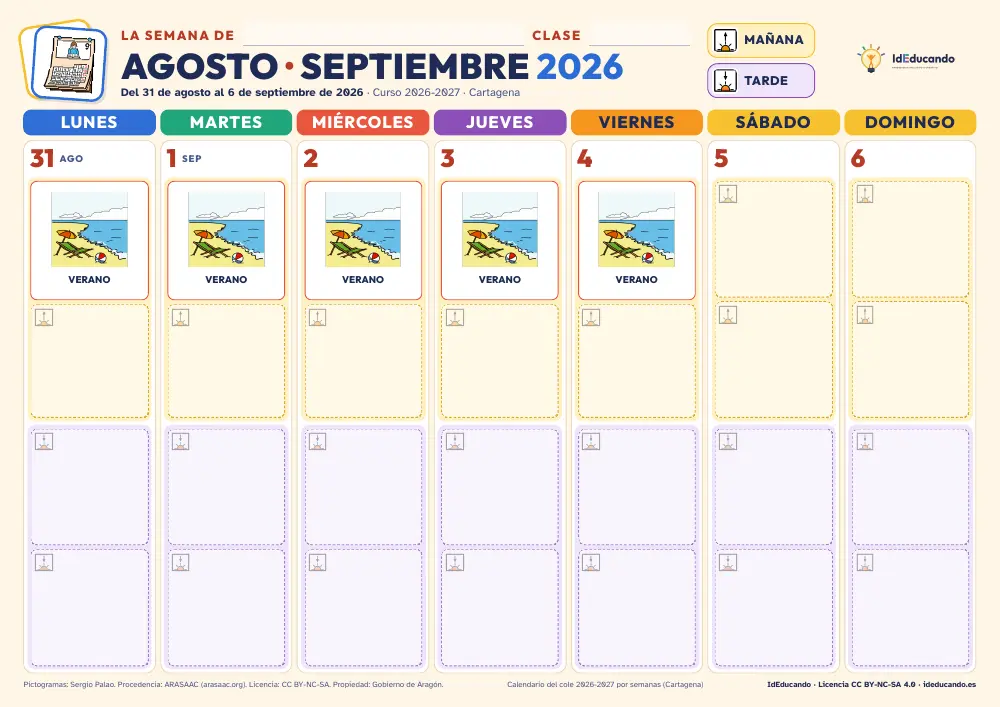 LA SEMANA DE
CLASE
AGOSTO · SEPTIEMBRE 2026
Del 31 de agosto al 6 de septiembre de 2026 · Curso 2026-2027 · Cartagena
MAÑANA
TARDE
IdEducando
LUNES
MARTES
MIÉRCOLES
JUEVES
VIERNES
SÁBADO
DOMINGO
31 AGO
1 SEP
2
3
4
5
6
VERANO
VERANO
VERANO
VERANO
VERANO
Pictogramas: Sergio Palao. Procedencia: ARASAAC (arasaac.org). Licencia: CC BY-NC-SA. Propiedad: Gobierno de Aragón.
Calendario del cole 2026-2027 por semanas (Cartagena)
IdEducando · Licencia CC BY-NC-SA 4.0 · ideducando.es